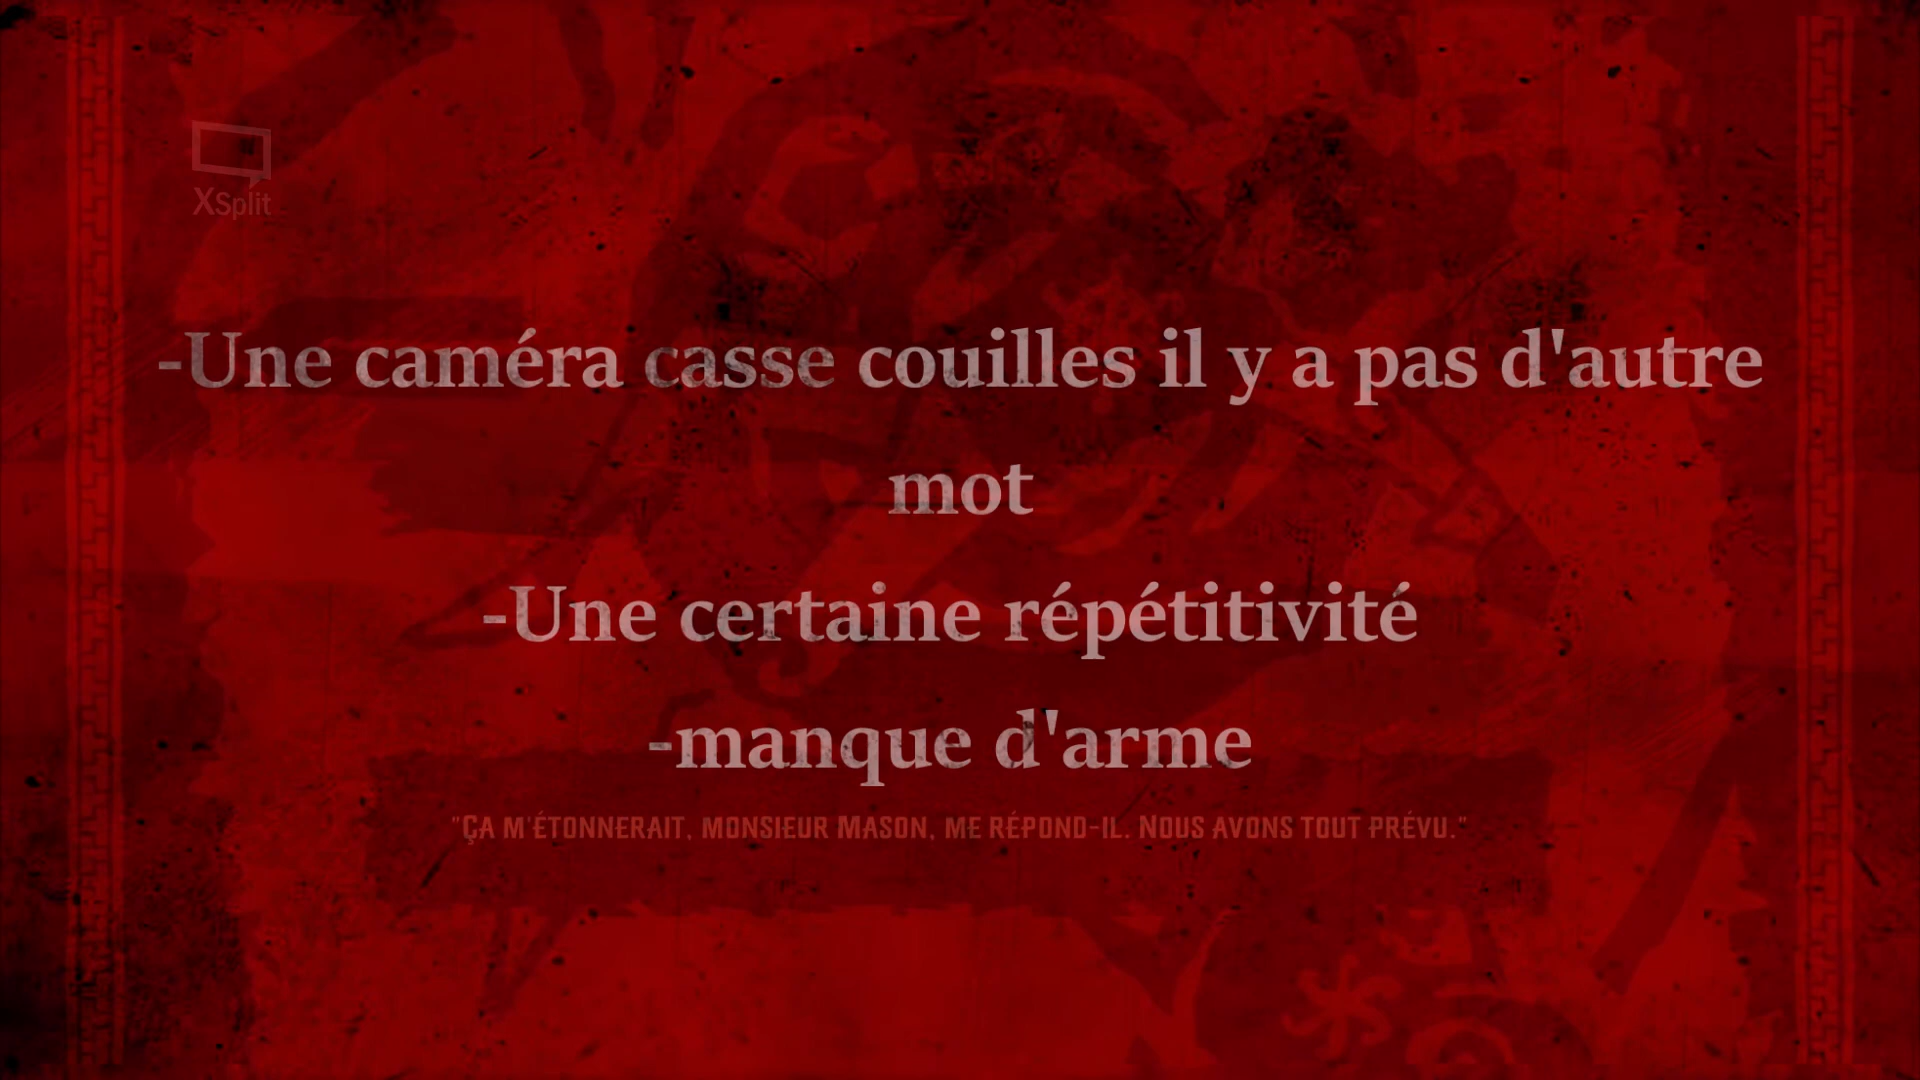 XSplit
-Une caméra casse couilles il y a pas d'autre
mot
-Une certaine répétitivité
-manque d'arme
"Ça m'étonnerait, monsieur Mason, me répond-il. Nous avons tout prévu."